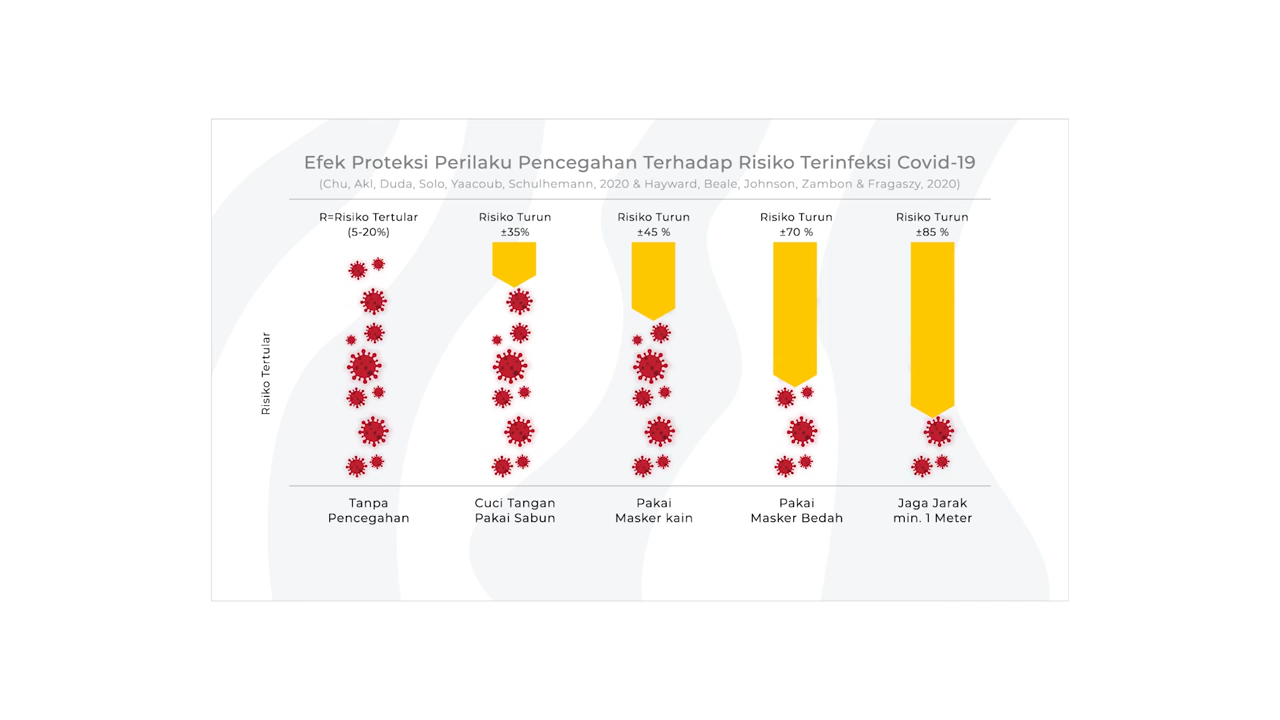 Efek Proteksi Perilaku Pencegahan Terhadap Risiko Terinfeksi Covid-19
(Chu, Akl, Duda, Solo, Yaacoub, Schulhemann, 2020 & Hayward, Beale, Johnson, Zambon & Fragaszy, 2020)
R=Risiko Tertular
(5-20%)
Risiko Turun
±35%
Risiko Turun
±45 %
Risiko Turun
±70 %
Risiko Turun
±85 %
Risiko Tertular
Tanpa
Pencegahan
Cuci Tangan
Pakai Sabun
Pakai
Masker kain
Pakai
Masker Bedah
Jaga Jarak
min. 1 Meter